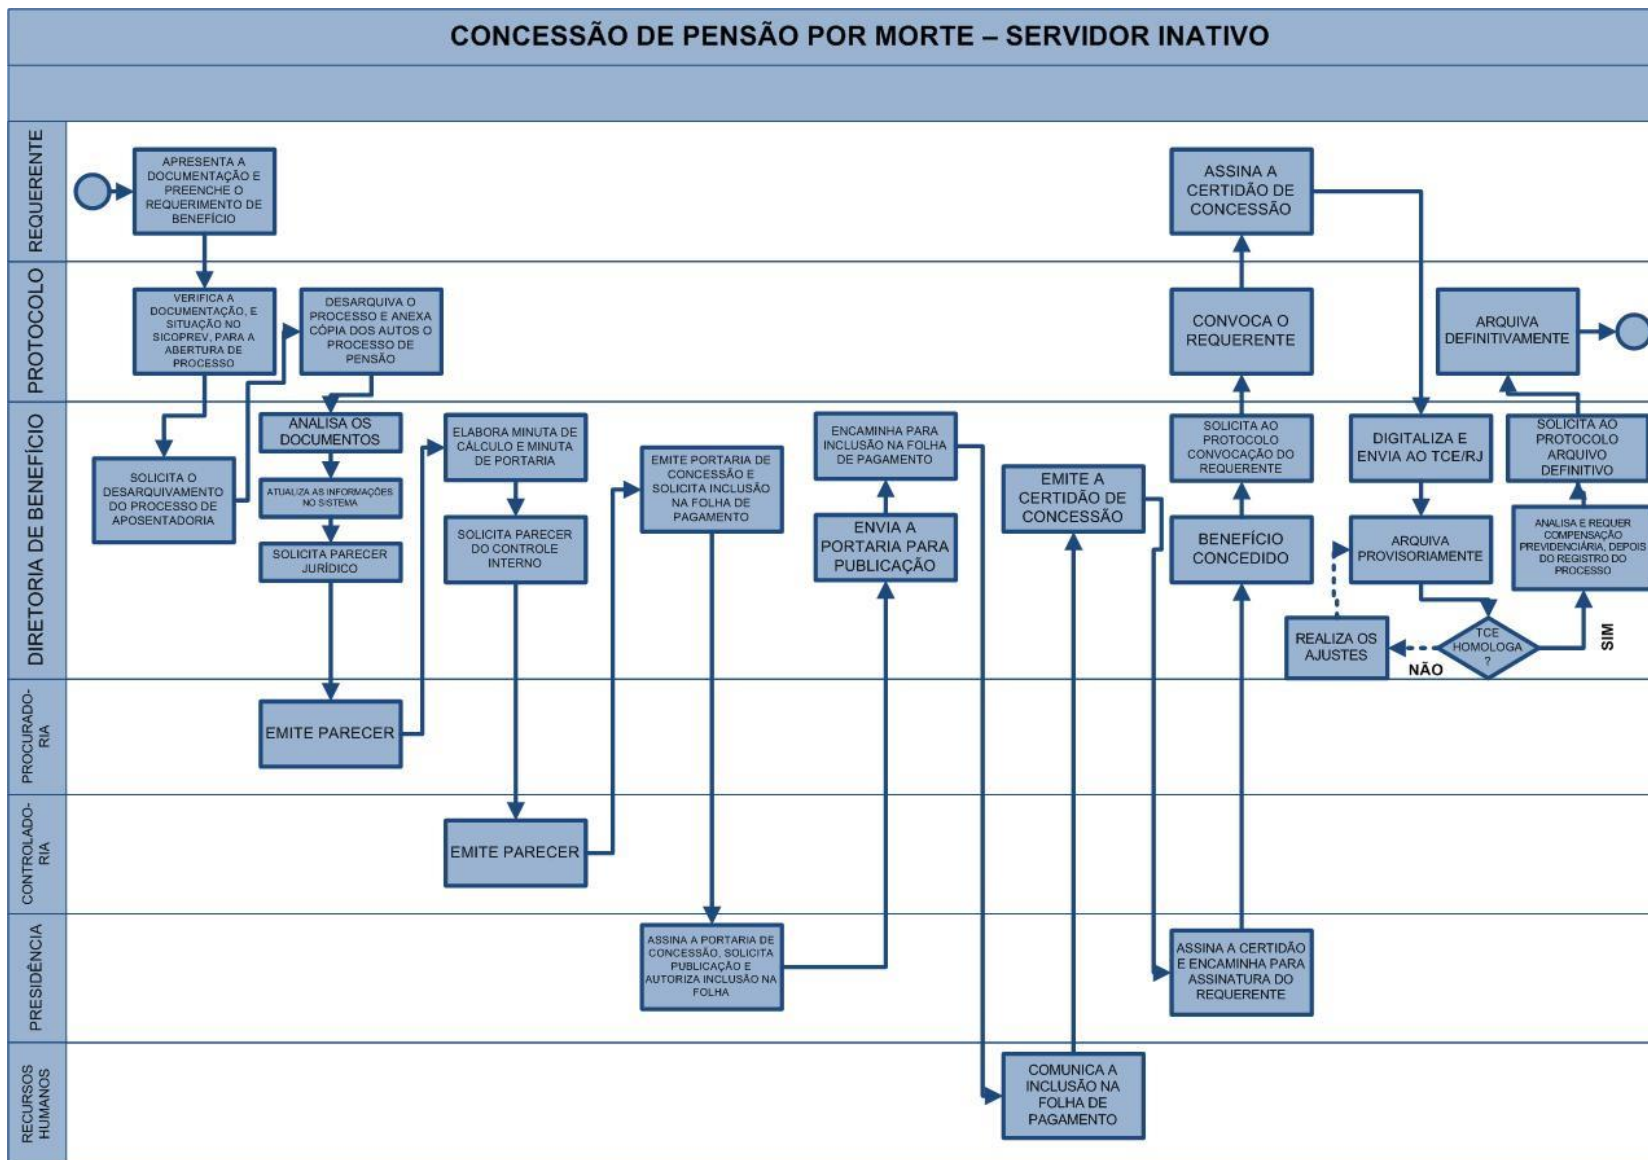 CONCESSÃO DE PENSÃO POR MORTE – SERVIDOR INATIVO
REQUERENTE
APRESENTA A
DOCUMENTAÇÃO E
PREENCHE O
REQUERIMENTO DE
BENEFÍCIO
ASSINA A
CERTIDÃO DE
CONCESSÃO
PROTOCOLO
VERIFICA A
DOCUMENTAÇÃO, E
SITUAÇÃO NO
SICOPREV, PARA A
ABERTURA DE
PROCESSO
DESARQUIVA O
PROCESSO E ANEXA
CÓPIA DOS AUTOS O
PROCESSO DE
PENSÃO
CONVOCA O
REQUERENTE
ARQUIVA
DEFINITIVAMENTE
DIRETORIA DE BENEFÍCIO
SOLICITA O
DESARQUIVAMENTO
DO PROCESSO DE
APOSENTADORIA
ANALISA OS
DOCUMENTOS
ATUALIZA AS INFORMAÇÕES
NO SISTEMA
SOLICITA PARECER
JURÍDICO
ELABORA MINUTA DE
CÁLCULO E MINUTA
DE PORTARIA
SOLICITA PARECER
DO CONTROLE
INTERNO
EMITE PORTARIA DE
CONCESSÃO E
SOLICITA INCLUSÃO
NA FOLHA DE
PAGAMENTO
ENCAMINHA PARA
INCLUSÃO NA FOLHA
DE PAGAMENTO
ENVIA A
PORTARIA PARA
PUBLICAÇÃO
EMITE A
CERTIDÃO DE
CONCESSÃO
SOLICITA AO
PROTOCOLO
CONVOCAÇÃO DO
REQUERENTE
BENEFÍCIO
CONCEDIDO
DIGITALIZA E
ENVIA AO TCE/RJ
ARQUIVA
PROVISORIAMENTE
REALIZA OS
AJUSTES
NÃO
TCE
HOMOLOGA
?
SIM
SOLICITA AO
PROTOCOLO
ARQUIVO
DEFINITIVO
ANALISA E REQUER
COMPENSAÇÃO
PREVIDENCIÁRIA, DEPOIS
DO REGISTRO DO
PROCESSO
PROCURADO-
RIA
EMITE PARECER
CONTROLADO-
RIA
EMITE PARECER
PRESIDÊNCIA
ASSINA A PORTARIA DE
CONCESSÃO, SOLICITA
PUBLICAÇÃO E
AUTORIZA INCLUSÃO NA
FOLHA
ASSINA A CERTIDÃO
E ENCAMINHA PARA
ASSINATURA DO
REQUERENTE
RECURSOS
HUMANOS
COMUNICA A
INCLUSÃO NA
FOLHA DE
PAGAMENTO